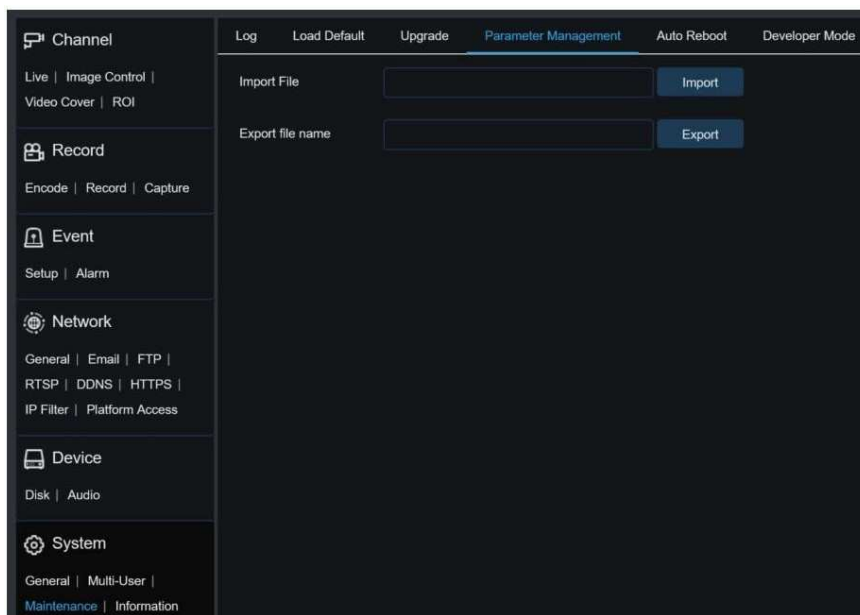 Channel
Live | Image Control |
Video Cover | ROI
Record
Encode | Record | Capture
Event
Setup | Alarm
Network
General | Email | FTP |
RTSP | DDNS | HTTPS |
IP Filter | Platform Access
Device
Disk | Audio
System
General | Multi-User |
Maintenance | Information
Log Load Default Upgrade Parameter Management Auto Reboot Developer Mode
Import File Import
Export file name Export